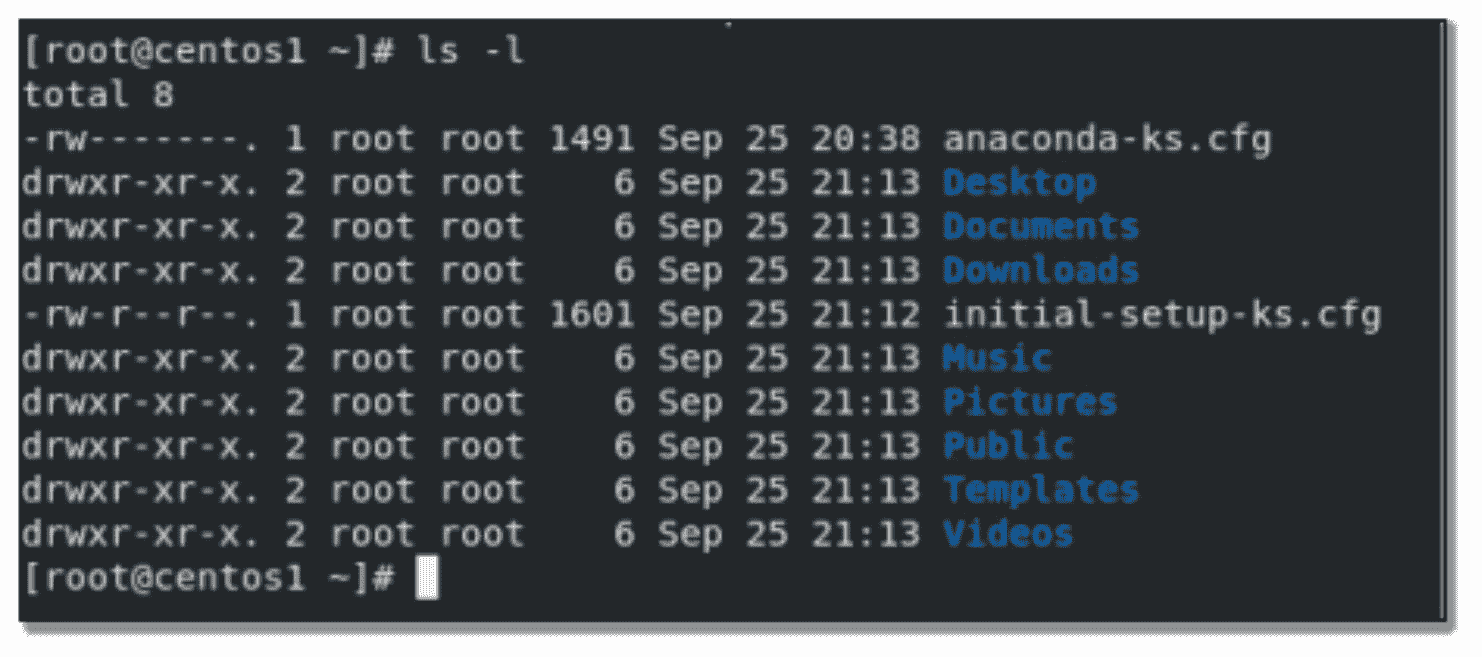 [root@centos1 ~]# ls -l
total 8
-rw-------. 1 root root 1491 Sep 25 20:38 anaconda-ks.cfg
drwxr-xr-x. 2 root root    6 Sep 25 21:13 Desktop
drwxr-xr-x. 2 root root    6 Sep 25 21:13 Documents
drwxr-xr-x. 2 root root    6 Sep 25 21:13 Downloads
-rw-r--r--. 1 root root 1601 Sep 25 21:12 initial-setup-ks.cfg
drwxr-xr-x. 2 root root    6 Sep 25 21:13 Music
drwxr-xr-x. 2 root root    6 Sep 25 21:13 Pictures
drwxr-xr-x. 2 root root    6 Sep 25 21:13 Public
drwxr-xr-x. 2 root root    6 Sep 25 21:13 Templates
drwxr-xr-x. 2 root root    6 Sep 25 21:13 Videos
[root@centos1 ~]#